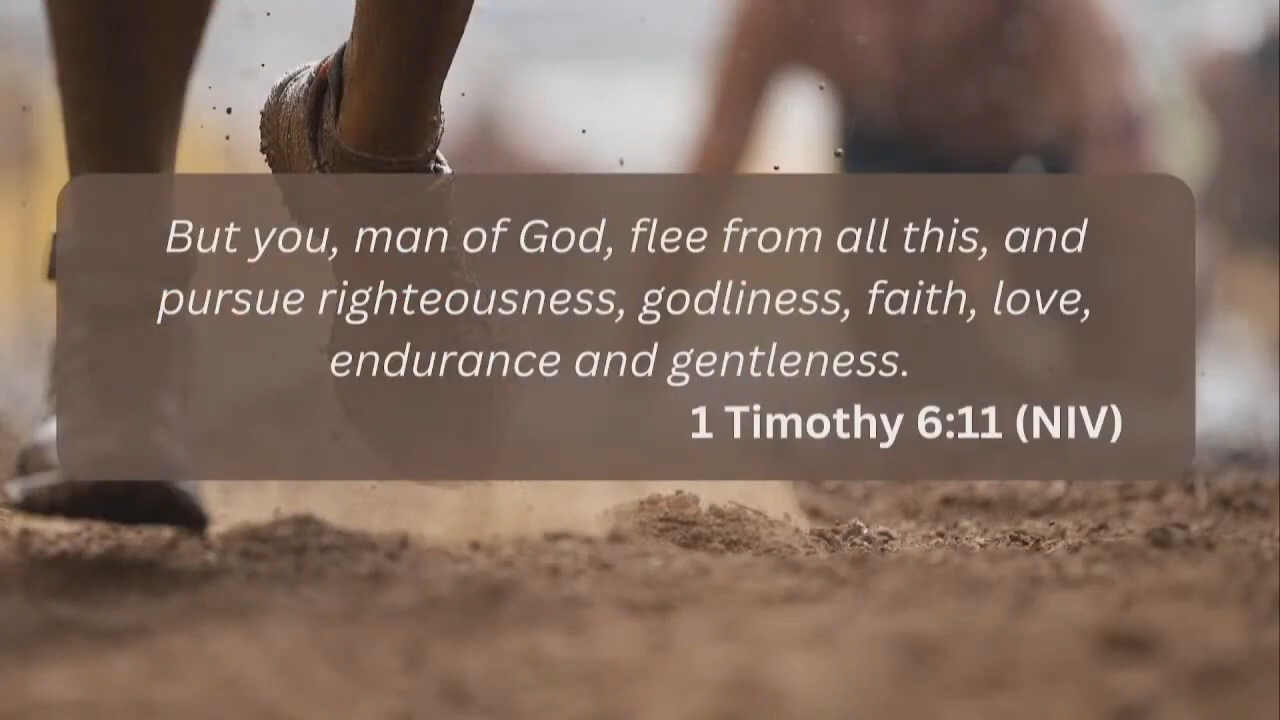 But you, man of God, flee from all this, and
pursue righteousness, godliness, faith, love,
endurance and gentleness.
1 Timothy 6:11 (NIV)